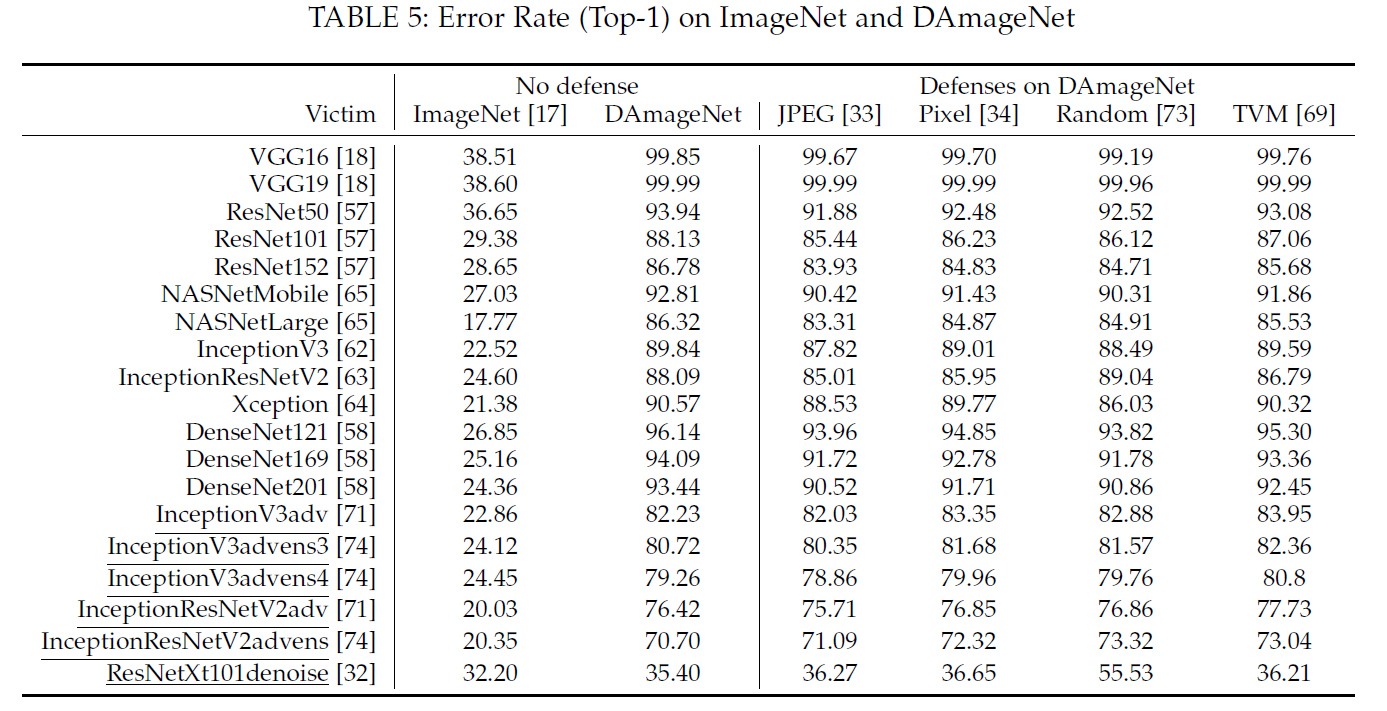 TABLE 5: Error Rate (Top-1) on ImageNet and DAmageNet
No defense Defenses on DAmageNet
Victim ImageNet [17] DAmageNet JPEG [33] Pixel [34] Random [73] TVM [69]
VGG16 [18] 38.51 99.85 99.67 99.70 99.19 99.76
VGG19 [18] 38.60 99.99 99.99 99.99 99.96 99.99
ResNet50 [57] 36.65 93.94 91.88 92.48 92.52 93.08
ResNet101 [57] 29.38 88.13 85.44 86.23 86.12 87.06
ResNet152 [57] 28.65 86.78 83.93 84.83 84.71 85.68
NASNetMobile [65] 27.03 92.81 90.42 91.43 90.31 91.86
NASNetLarge [65] 17.77 86.32 83.31 84.87 84.91 85.53
InceptionV3 [62] 22.52 89.84 87.82 89.01 88.49 89.59
InceptionResNetV2 [63] 24.60 88.09 85.01 85.95 89.04 86.79
Xception [64] 21.38 90.57 88.53 89.77 86.03 90.32
DenseNet121 [58] 26.85 96.14 93.96 94.85 93.82 95.30
DenseNet169 [58] 25.16 94.09 91.72 92.78 91.78 93.36
DenseNet201 [58] 24.36 93.44 90.52 91.71 90.86 92.45
InceptionV3adv [71] 22.86 82.23 82.03 83.35 82.88 83.95
InceptionV3advens3 [74] 24.12 80.72 80.35 81.68 81.57 82.36
InceptionV3advens4 [74] 24.45 79.26 78.86 79.96 79.76 80.8
InceptionResNetV2adv [71] 20.03 76.42 75.71 76.85 76.86 77.73
InceptionResNetV2advens [74] 20.35 70.70 71.09 72.32 73.32 73.04
ResNetXt101denoise [32] 32.20 35.40 36.27 36.65 55.53 36.21